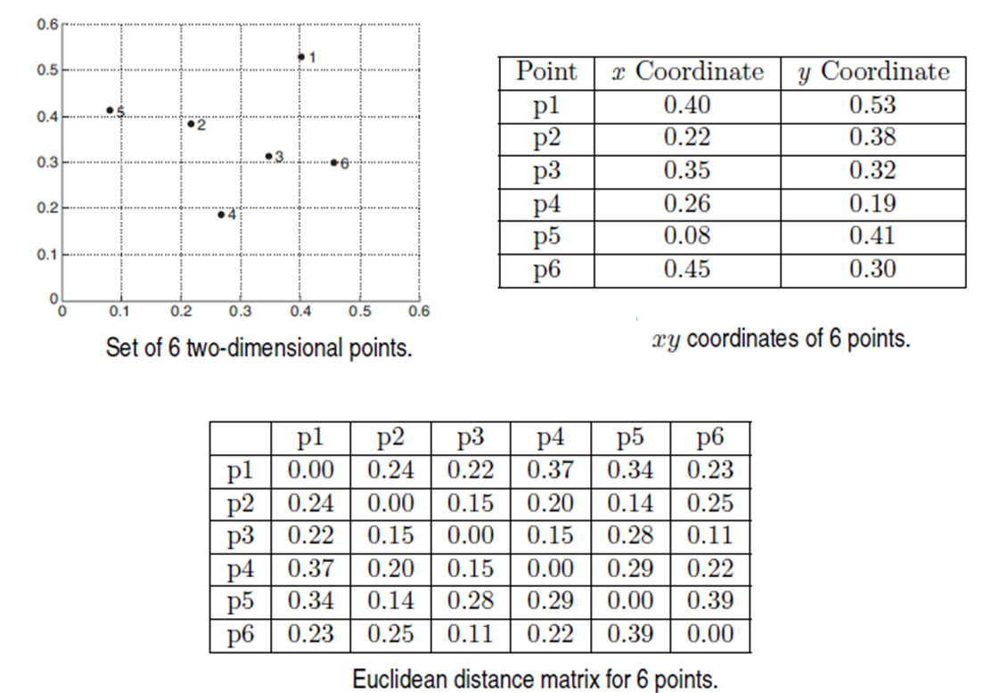 0.6
0.5
0.4
0.3
0.2
0.1
0
0 0.1 0.2 0.3 0.4 0.5 0.6
1
5
2
3
6
4
Set of 6 two-dimensional points.
Point x Coordinate y Coordinate
p1 0.40 0.53
p2 0.22 0.38
p3 0.35 0.32
p4 0.26 0.19
p5 0.08 0.41
p6 0.45 0.30
xy coordinates of 6 points.
p1 p2 p3 p4 p5 p6
p1 0.00 0.24 0.22 0.37 0.34 0.23
p2 0.24 0.00 0.15 0.20 0.14 0.25
p3 0.22 0.15 0.00 0.15 0.28 0.11
p4 0.37 0.20 0.15 0.00 0.29 0.22
p5 0.34 0.14 0.28 0.29 0.00 0.39
p6 0.23 0.25 0.11 0.22 0.39 0.00
Euclidean distance matrix for 6 points.